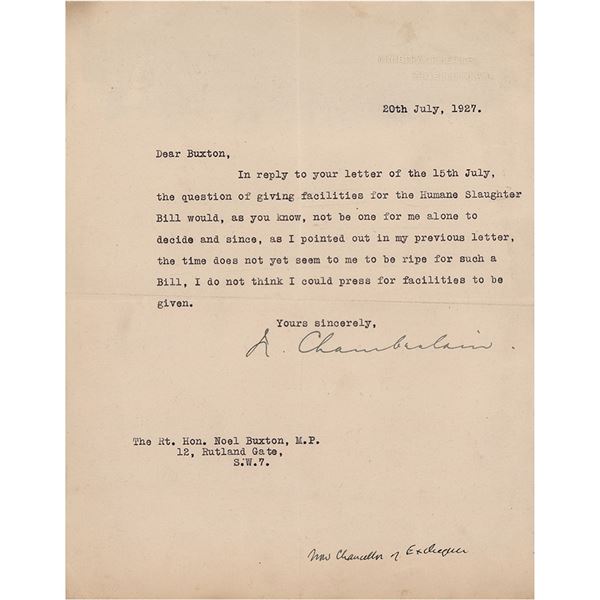 20th July, 1927.
Dear Buxton,
In reply to your letter of the 15th July,
the question of giving facilities for the Humane Slaughter
Bill would, as you know, not be one for me alone to
decide and since, as I pointed out in my previous letter,
the time does not yet seem to me to be ripe for such a
Bill, I do not think I could press for facilities to be
given.
Yours sincerely,
N. Chamberlain.
The Rt. Hon. Noel Buxton, M.P.
12, Rutland Gate,
S.W.7.
now Chancellor of Exchequer